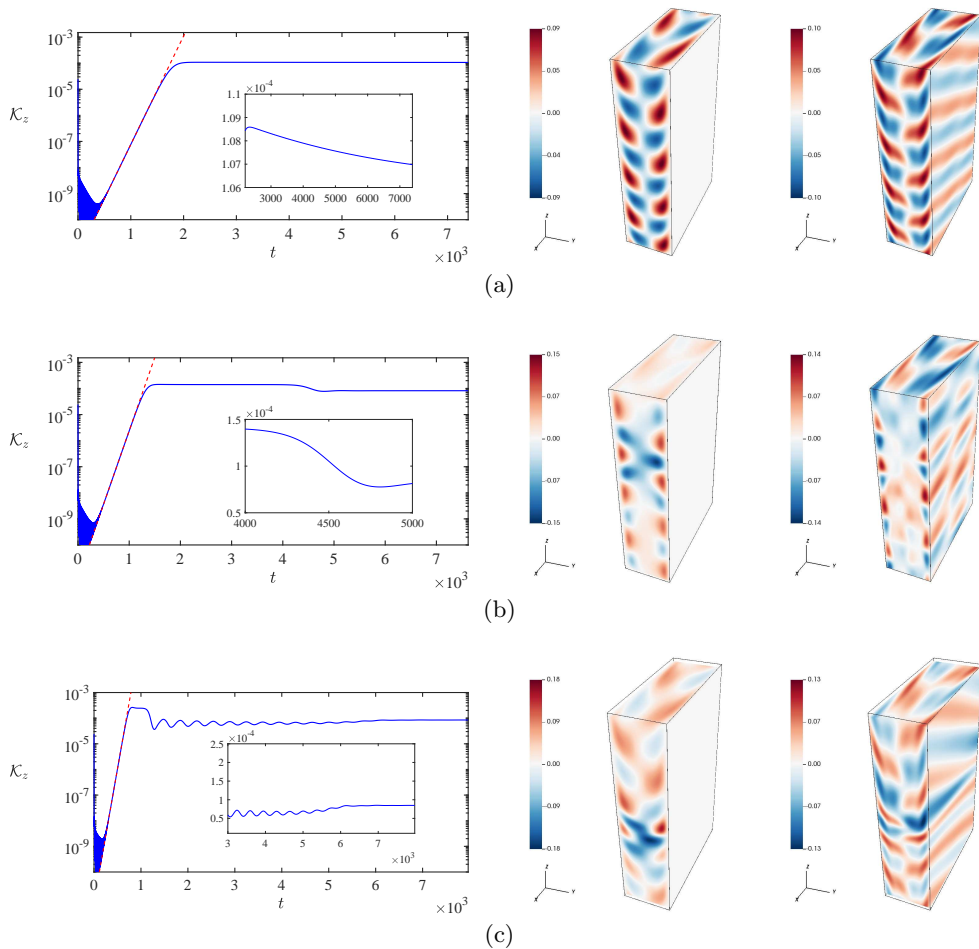 10^{-3}
10^{-5}
10^{-7}
10^{-9}
𝒦_z
×10^{-4}
1.1
1.09
1.08
1.07
1.06
3000 4000 5000 6000 7000
0 1 2 3 4 5 6 7
t
×10^3
0.09
0.05
0.00
-0.04
-0.09
z
x
y
0.10
0.05
0.00
-0.05
-0.10
z
x
y
(a)
10^{-3}
10^{-5}
10^{-7}
10^{-9}
𝒦_z
×10^{-4}
1.5
1
0.5
4000 4500 5000
0 1 2 3 4 5 6 7
t
×10^3
0.15
0.07
0.00
-0.07
-0.15
z
x
y
0.14
0.07
0.00
-0.07
-0.14
z
x
y
(b)
10^{-3}
10^{-5}
10^{-7}
10^{-9}
𝒦_z
×10^{-4}
2.5
2
1.5
1
0.5
3 4 5 6 7
×10^3
0 1 2 3 4 5 6 7
t
×10^3
0.18
0.09
0.00
-0.09
-0.18
z
x
y
0.13
0.07
0.00
-0.07
-0.13
z
x
y
(c)